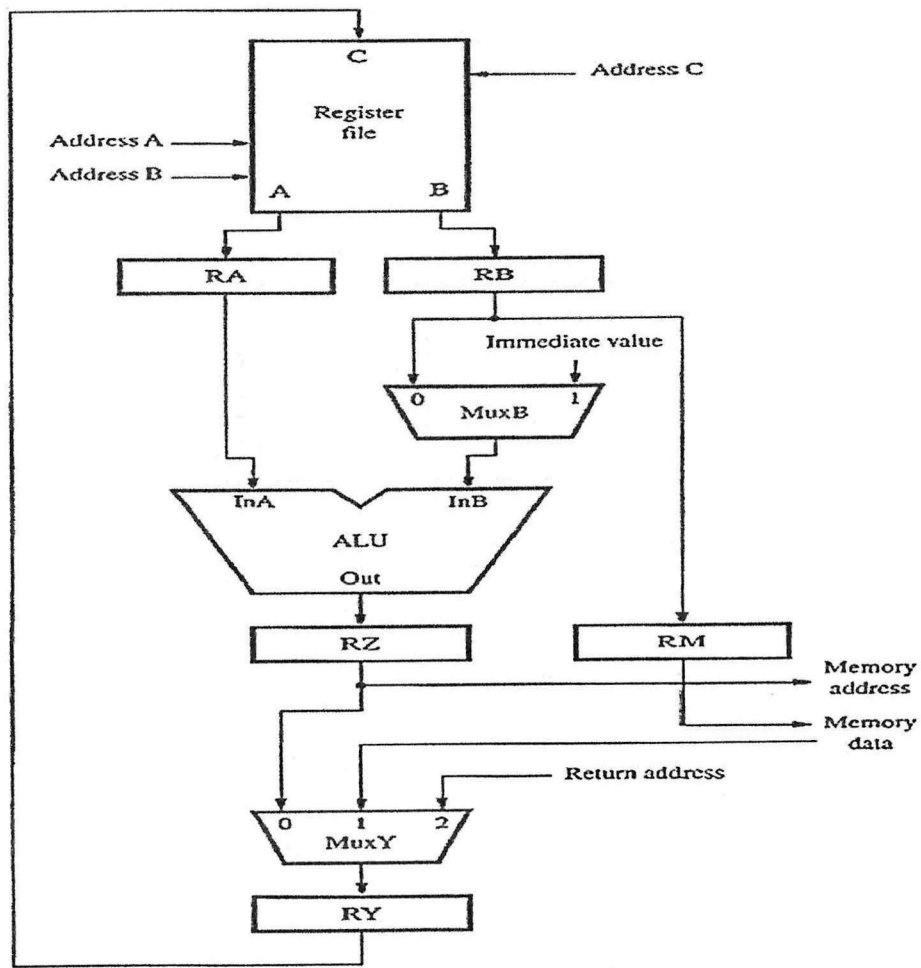 C
Address C
Register
file
Address A
Address B
A
B
RA
RB
Immediate value
0
1
MuxB
InA
InB
ALU
Out
RZ
RM
Memory
address
Memory
data
Return address
0
1
2
MuxY
RY